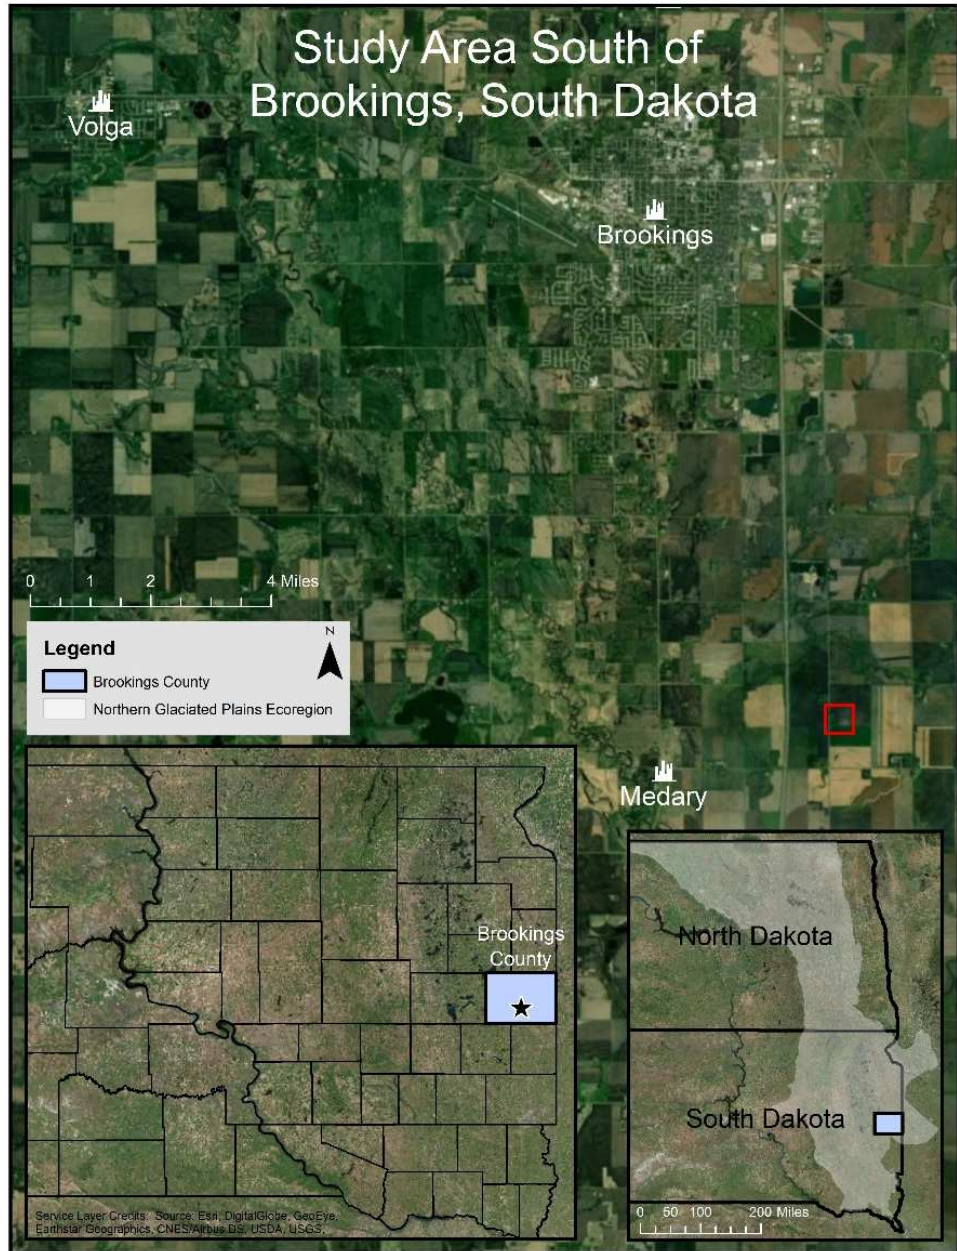 Study Area South of
Brookings, South Dakota
Volga
Brookings
0 1 2 4 Miles
Legend
N
Brookings County
Northern Glaciated Plains Ecoregion
Medary
Brookings
County
North Dakota
South Dakota
Service Layer Credits: Source: Esri, DigitalGlobe, GeoEye,
Earthstar Geographics, CNES/Airbus DS, USDA, USGS,
0 50 100 200 Miles